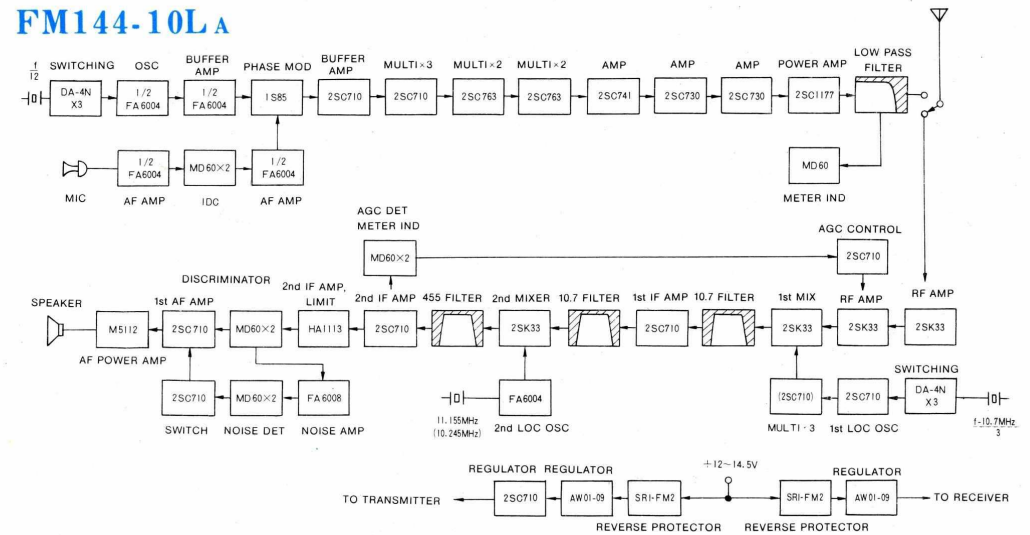 FM144-10L A
f
12
SWITCHING
OSC
BUFFER
AMP
PHASE MOD
BUFFER
AMP
MULTI×3
MULTI×2
MULTI×2
AMP
AMP
AMP
POWER AMP
LOW PASS
FILTER
DA-4N
X3
1/2
FA6004
1/2
FA6004
1S85
2SC710
2SC710
2SC763
2SC763
2SC741
2SC730
2SC730
2SC1177
1/2
FA6004
MD60×2
1/2
FA6004
MD60
MIC
AF AMP
IDC
AF AMP
METER IND
AGC DET
METER IND
AGC CONTROL
MD60×2
2SC710
SPEAKER
1st AF AMP
DISCRIMINATOR
2nd IF AMP,
LIMIT
2nd IF AMP
455 FILTER
2nd MIXER
10.7 FILTER
1st IF AMP
10.7 FILTER
1st MIX
RF AMP
RF AMP
M5112
2SC710
MD60×2
HA1113
2SC710
2SK33
2SC710
2SK33
2SK33
2SK33
AF POWER AMP
SWITCHING
2SC710
MD60×2
FA6008
FA6004
(2SC710)
2SC710
DA-4N
X3
SWITCH
NOISE DET
NOISE AMP
11.155MHz
(10.245MHz)
2nd LOC OSC
MULTI·3
1st LOC OSC
f-10.7MHz
3
REGULATOR
REGULATOR
+12~14.5V
REGULATOR
TO TRANSMITTER
2SC710
AW01-09
SRI-FM2
SRI-FM2
AW01-09
TO RECEIVER
REVERSE PROTECTOR
REVERSE PROTECTOR